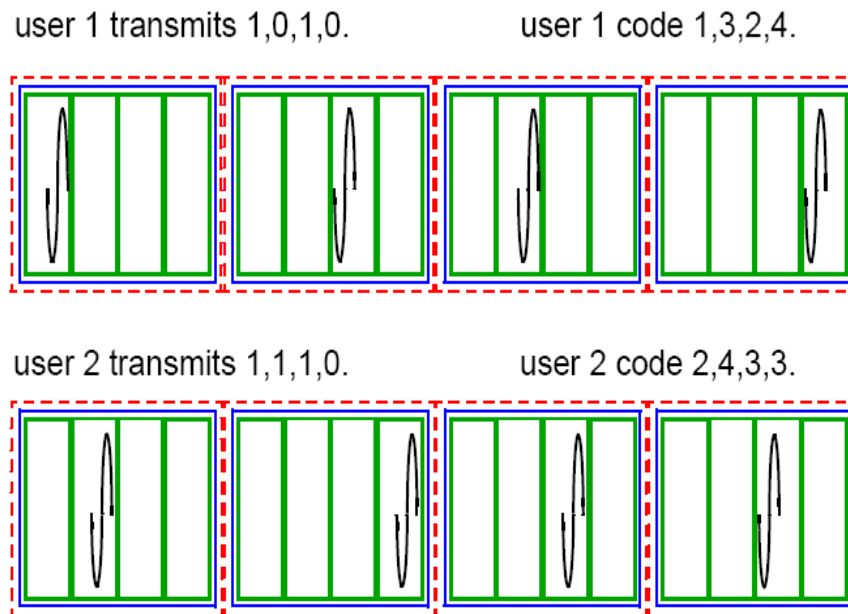 user 1 transmits 1,0,1,0. user 1 code 1,3,2,4.
user 2 transmits 1,1,1,0. user 2 code 2,4,3,3.